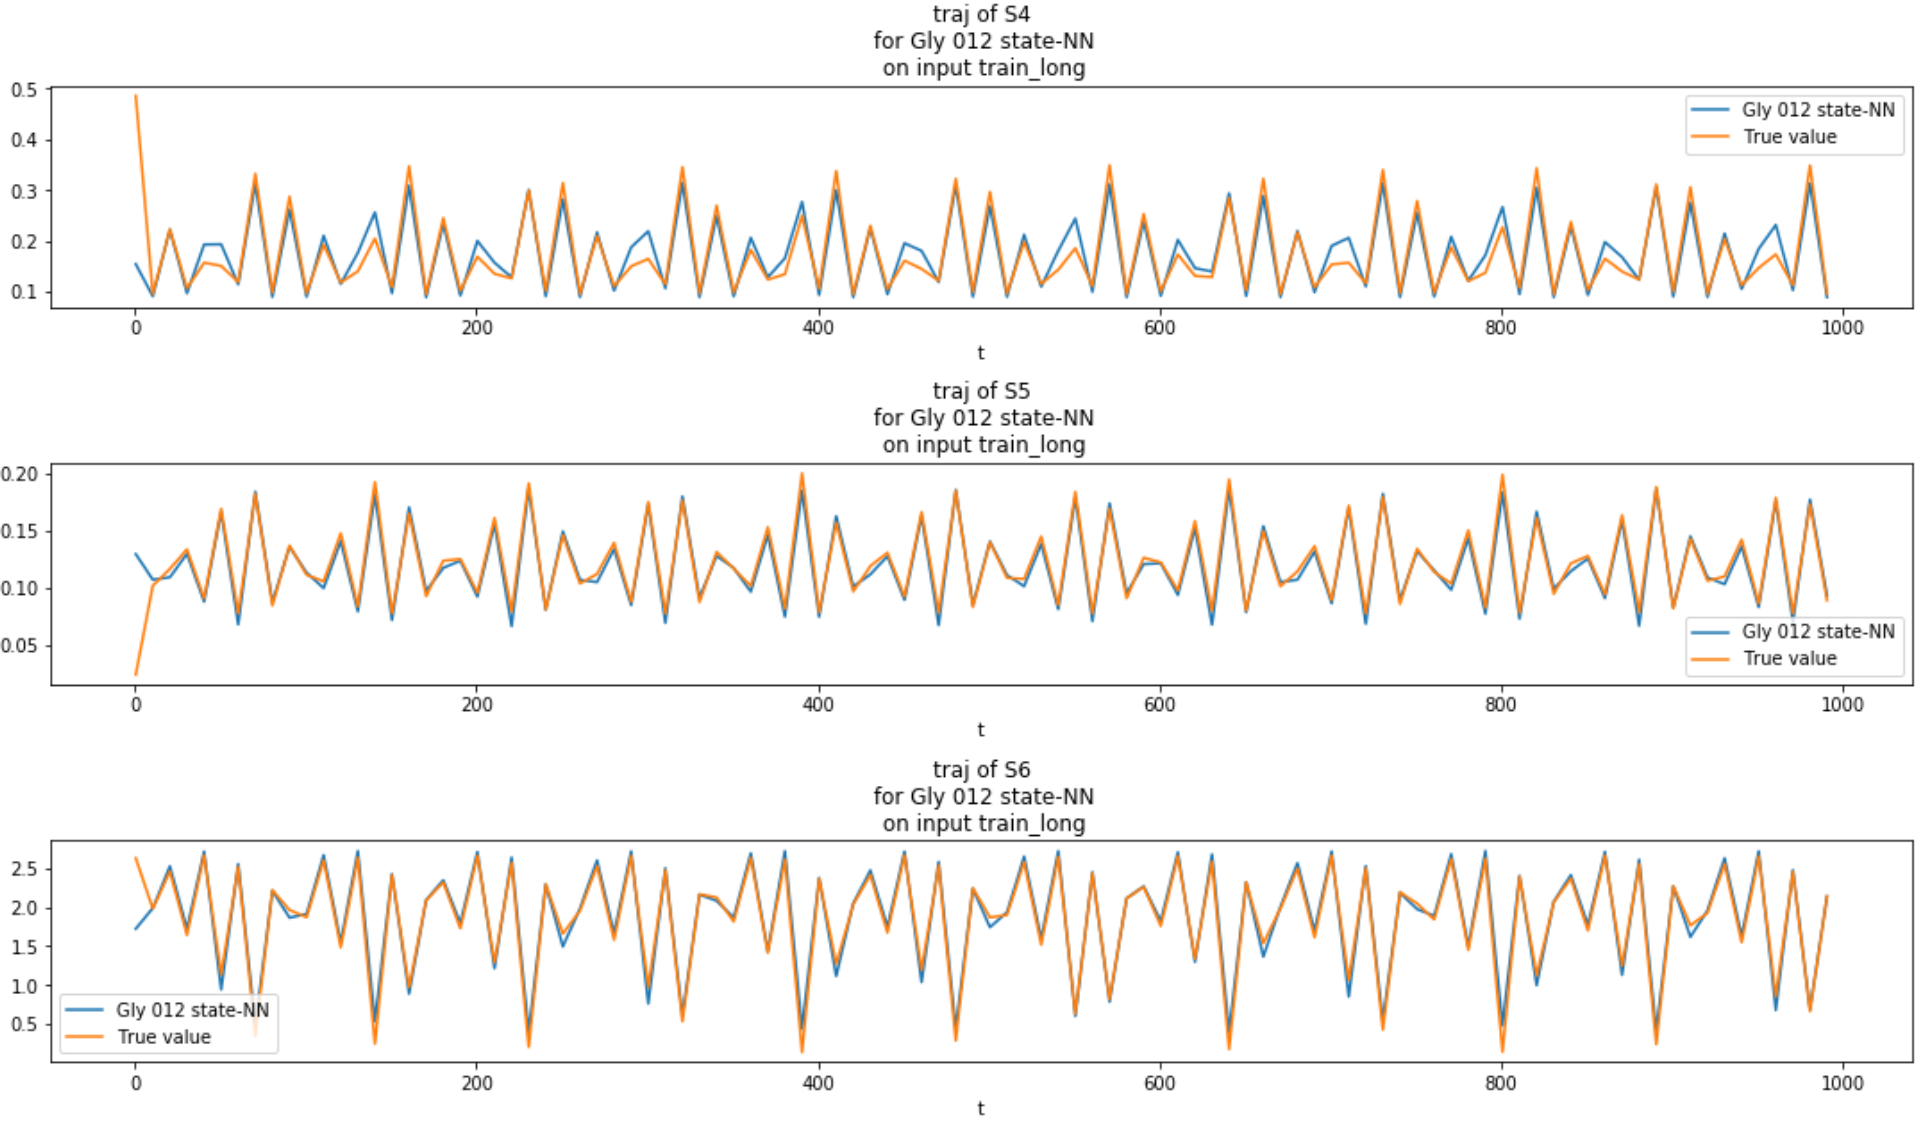 traj of S4
for Gly 012 state-NN
on input train_long
0.5
0.4
0.3
0.2
0.1
Gly 012 state-NN
True value
0 200 400 600 800 1000
t
traj of S5
for Gly 012 state-NN
on input train_long
0.20
0.15
0.10
0.05
Gly 012 state-NN
True value
0 200 400 600 800 1000
t
traj of S6
for Gly 012 state-NN
on input train_long
2.5
2.0
1.5
1.0
0.5
Gly 012 state-NN
True value
0 200 400 600 800 1000
t